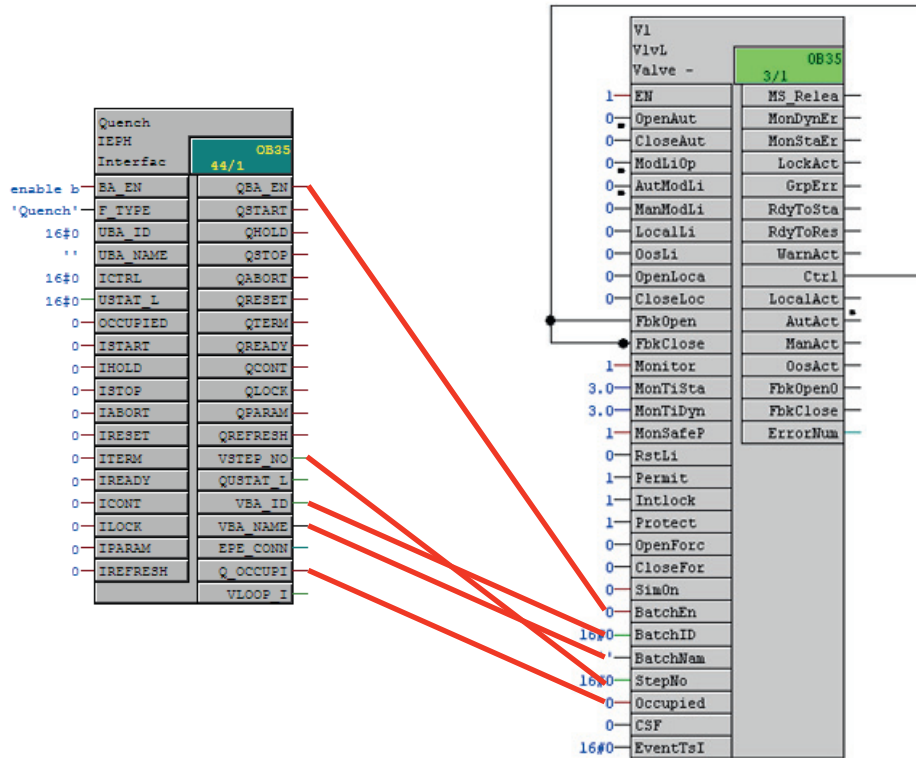 Quench
IEPH
Interfac
OB35
44/1
enable b BA_EN QBA_EN
'Quench' F_TYPE QSTART
16#0 UBA_ID QHOLD
'' UBA_NAME QSTOP
16#0 ICTRL QABORT
16#0 USTAT_L QRESET
0 OCCUPIED QTERM
0 ISTART QREADY
0 IHOLD QCONT
0 ISTOP QLOCK
0 IABORT QPARAM
0 IRESET QREFRESH
0 ITERM VSTEP_NO
0 IREADY QUSTAT_L
0 ICONT VBA_ID
0 ILOCK VBA_NAME
0 IPARAM EPE_CONN
0 IREFRESH Q_OCCUPI
VLOOP_I
V1
VlvL
Valve -
OB35
3/1
1 EN MS_Relea
0 OpenAut MonDynEr
0 CloseAut MonStaEr
0 ModLiOp LockAct
0 AutModLi GrpErr
0 ManModLi RdyToSta
0 LocalLi RdyToRes
0 OosLi WarnAct
0 OpenLoca Ctrl
0 CloseLoc LocalAct
FbkOpen AutAct
FbkClose ManAct
1 Monitor OosAct
3.0 MonTiSta FbkOpenO
3.0 MonTiDyn FbkClose
1 MonSafeP ErrorNum
0 RstLi
1 Permit
1 Intlock
1 Protect
0 OpenForc
0 CloseFor
0 SimOn
0 BatchEn
16#0 BatchID
' BatchNam
16#0 StepNo
0 Occupied
0 CSF
16#0 EventTsI